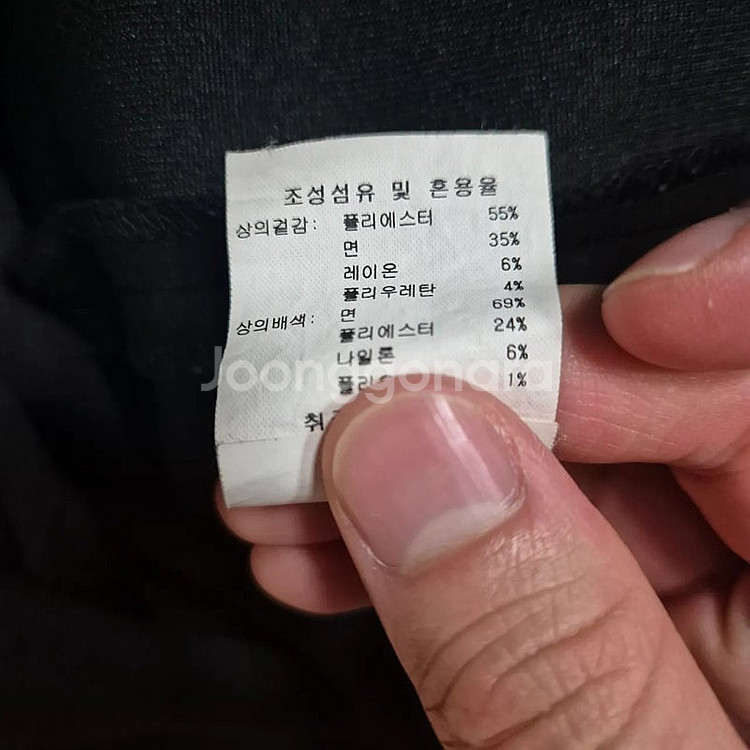 조성섬유 및 혼용율
상의겉감: 폴리에스터 55%
면 35%
레이온 6%
폴리우레탄 4%
상의배색: 면 69%
폴리에스터 24%
나일론 6%
1%
Joonggonara